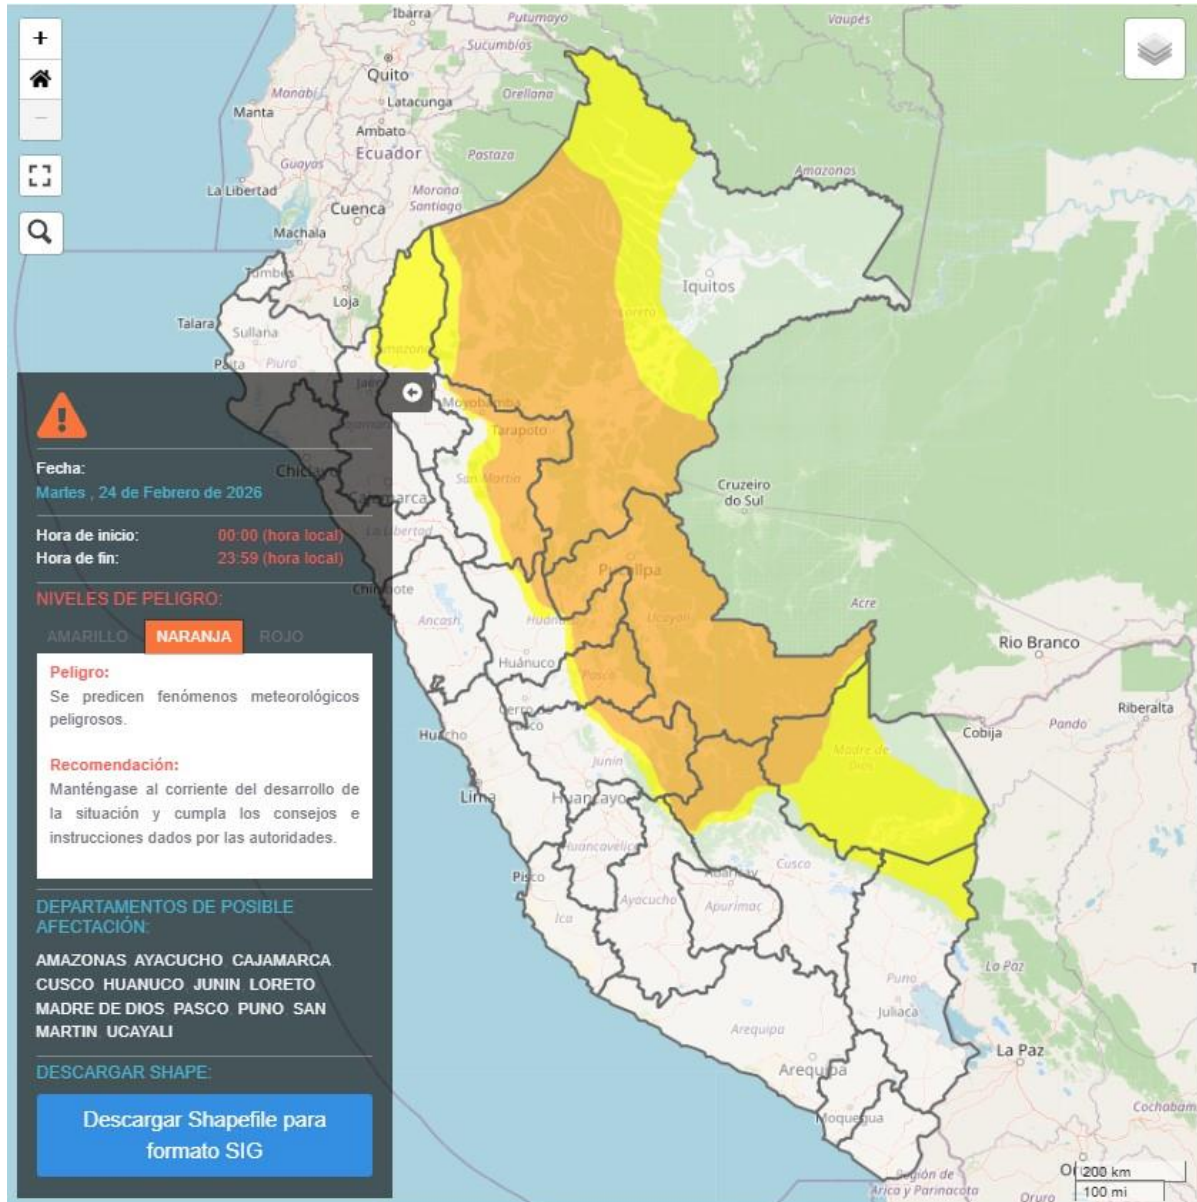 +
−
Ibarra
Putumayo
Vaupés
Sucumbíos
Quito
Orellana
Manabí
Latacunga
Manta
Ambato
Ecuador
Pastaza
Guayas
Amazonas
La Libertad
Morona
Santiago
Cuenca
Machala
Tumbes
Iquitos
Loja
Loreto
Talara
Sullana
Amazonas
Paita
Piura
Moyobamba
Tarapoto
Chiclayo
San Martín
Cajamarca
Cruzeiro
do Sul
La Libertad
Chimbote
Pucallpa
Acre
Ancash
Ucayali
Rio Branco
Huánuco
Pasco
Riberalta
Huacho
Cobija
Pando
Madre de
Dios
Junín
Lima
Huancayo
Huancavelica
Cusco
Pisco
Abancay
Ayacucho
Apurímac
Ica
La Paz
Puno
Juliaca
Arequipa
La Paz
Arequipa
Cochabam
Moquegua
Región de
Arica y Parinacota
Oruro
200 km
100 mi
Fecha:
Martes , 24 de Febrero de 2026
Hora de inicio: 00:00 (hora local)
Hora de fin: 23:59 (hora local)
NIVELES DE PELIGRO:
AMARILLO NARANJA ROJO
Peligro:
Se predicen fenómenos meteorológicos
peligrosos.
Recomendación:
Manténgase al corriente del desarrollo de
la situación y cumpla los consejos e
instrucciones dados por las autoridades.
DEPARTAMENTOS DE POSIBLE
AFECTACIÓN:
AMAZONAS AYACUCHO CAJAMARCA
CUSCO HUANUCO JUNIN LORETO
MADRE DE DIOS PASCO PUNO SAN
MARTIN UCAYALI
DESCARGAR SHAPE:
Descargar Shapefile para
formato SIG